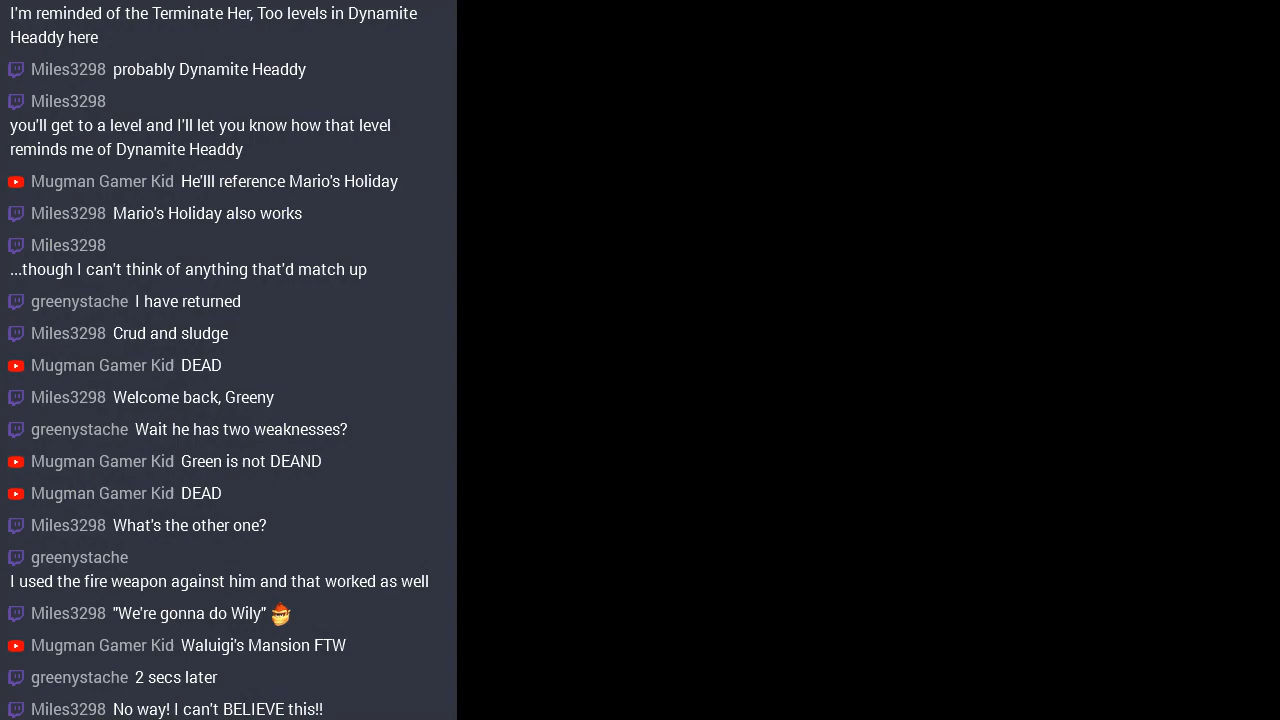 I'm reminded of the Terminate Her, Too levels in Dynamite
Headdy here
Miles3298 probably Dynamite Headdy
Miles3298
you'll get to a level and I'll let you know how that level
reminds me of Dynamite Headdy
Mugman Gamer Kid He'lll reference Mario's Holiday
Miles3298 Mario's Holiday also works
Miles3298
...though I can't think of anything that'd match up
greenystache I have returned
Miles3298 Crud and sludge
Mugman Gamer Kid DEAD
Miles3298 Welcome back, Greeny
greenystache Wait he has two weaknesses?
Mugman Gamer Kid Green is not DEAND
Mugman Gamer Kid DEAD
Miles3298 What's the other one?
greenystache
I used the fire weapon against him and that worked as well
Miles3298 "We're gonna do Wily"
Mugman Gamer Kid Waluigi's Mansion FTW
greenystache 2 secs later
Miles3298 No way! I can't BELIEVE this!!